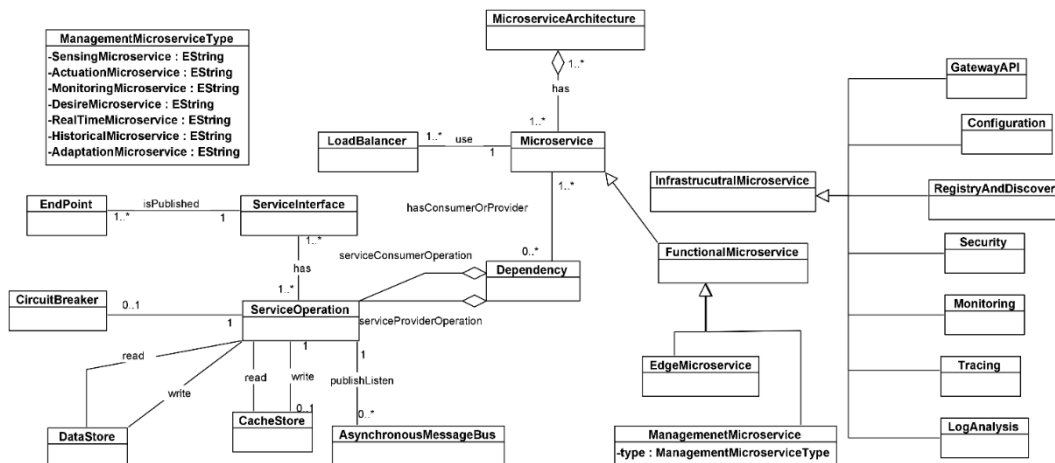 MicroserviceArchitecture
ManagementMicroserviceType
-SensingMicroservice : EString
-ActuationMicroservice : EString
-MonitoringMicroservice : EString
-DesireMicroservice : EString
-RealTimeMicroservice : EString
-HistoricalMicroservice : EString
-AdaptationMicroservice : EString
1..*
has
1..*
GatewayAPI
Configuration
LoadBalancer
1..*
use
1
Microservice
1..*
InfrastrucutralMicroservice
RegistryAndDiscover
EndPoint
isPublished
1..*
1
ServiceInterface
1..*
hasConsumerOrProvider
has
serviceConsumerOperation
0..*
Dependency
FunctionalMicroservice
Security
CircuitBreaker
0..1
1
1..*
ServiceOperation
serviceProviderOperation
Monitoring
read
write
1
1
read
write
publishListen
EdgeMicroservice
Tracing
0..1
0..*
DataStore
CacheStore
AsynchronousMessageBus
ManagemenetMicroservice
-type : ManagementMicroserviceType
LogAnalysis